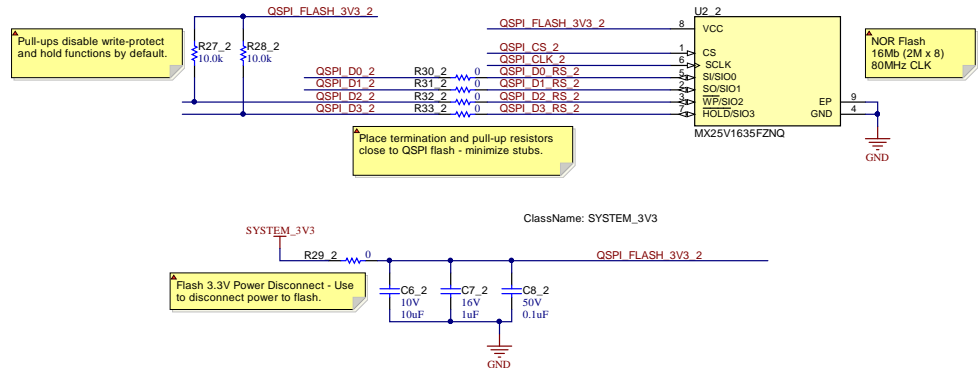 QSPI_FLASH_3V3_2
Pull-ups disable write-protect
and hold functions by default.
R27_2
10.0k
R28_2
10.0k
QSPI_D0_2
R30_2
0
QSPI_D0_RS_2
QSPI_D1_2
R31_2
0
QSPI_D1_RS_2
QSPI_D2_2
R32_2
0
QSPI_D2_RS_2
QSPI_D3_2
R33_2
0
QSPI_D3_RS_2
QSPI_FLASH_3V3_2
QSPI_CS_2
QSPI_CLK_2
U2_2
8
VCC
1
CS
6
SCLK
5
SI/SIO0
2
SO/SIO1
3
WP/SIO2
7
HOLD/SIO3
EP
9
GND
4
MX25V1635FZNQ
GND
NOR Flash
16Mb (2M x 8)
80MHz CLK
Place termination and pull-up resistors
close to QSPI flash - minimize stubs.
ClassName: SYSTEM_3V3
SYSTEM_3V3
R29_2
0
QSPI_FLASH_3V3_2
Flash 3.3V Power Disconnect - Use
to disconnect power to flash.
C6_2
10V
10uF
C7_2
16V
1uF
C8_2
50V
0.1uF
GND